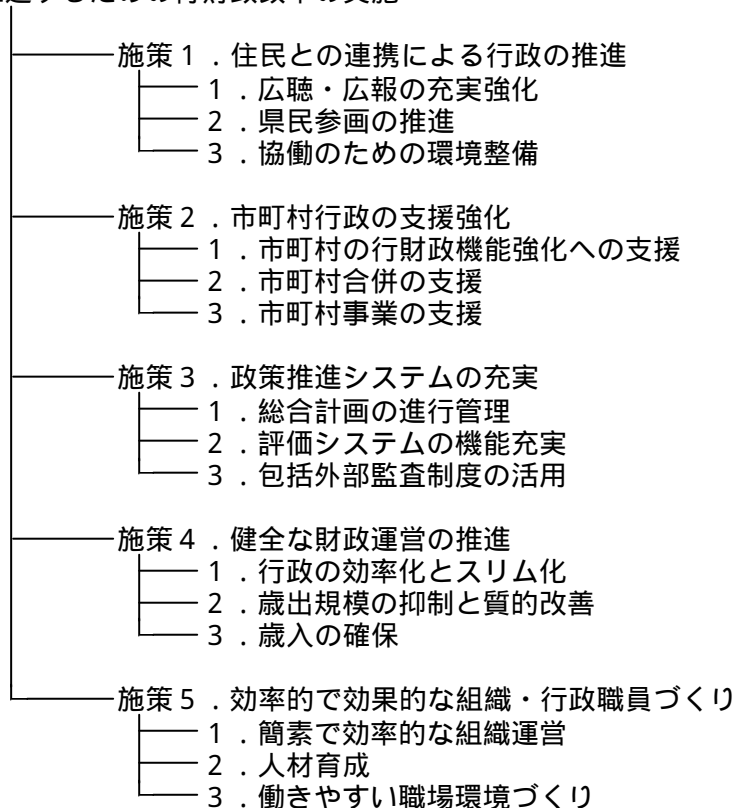 施策１．住民との連携による行政の推進
１．広聴・広報の充実強化
２．県民参画の推進
３．協働のための環境整備
施策２．市町村行政の支援強化
１．市町村の行財政機能強化への支援
２．市町村合併の支援
３．市町村事業の支援
施策３．政策推進システムの充実
１．総合計画の進行管理
２．評価システムの機能充実
３．包括外部監査制度の活用
施策４．健全な財政運営の推進
１．行政の効率化とスリム化
２．歳出規模の抑制と質的改善
３．歳入の確保
施策５．効率的で効果的な組織・行政職員づくり
１．簡素で効率的な組織運営
２．人材育成
３．働きやすい職場環境づくり